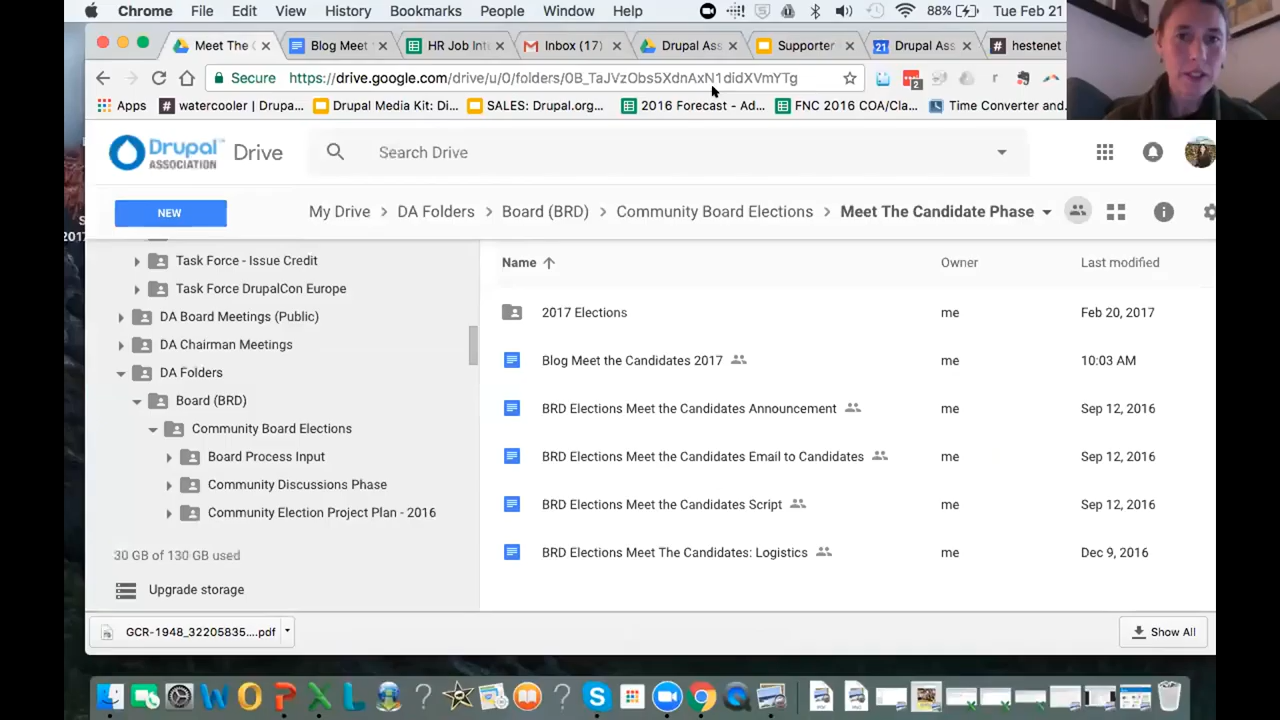 Chrome File Edit View History Bookmarks People Window Help 88% Tue Feb 21
Meet The C Blog Meet HR Job Int Inbox (17) Drupal Ass Supporter Drupal Ass hestenet
Secure https://drive.google.com/drive/u/0/folders/0B_TaJVzObs5XdnAxN1didXVmYTg
Apps watercooler | Drupa... Drupal Media Kit: Di... SALES: Drupal.org... 2016 Forecast - Ad... FNC 2016 COA/Cla... Time Converter and
Drupal ASSOCIATION Drive Search Drive
NEW My Drive DA Folders Board (BRD) Community Board Elections Meet The Candidate Phase
Task Force - Issue Credit
Task Force DrupalCon Europe
DA Board Meetings (Public)
DA Chairman Meetings
DA Folders
Board (BRD)
Community Board Elections
Board Process Input
Community Discussions Phase
Community Election Project Plan - 2016
30 GB of 130 GB used
Upgrade storage
Name Owner Last modified
2017 Elections me Feb 20, 2017
Blog Meet the Candidates 2017 me 10:03 AM
BRD Elections Meet the Candidates Announcement me Sep 12, 2016
BRD Elections Meet the Candidates Email to Candidates me Sep 12, 2016
BRD Elections Meet the Candidates Script me Sep 12, 2016
BRD Elections Meet The Candidates: Logistics me Dec 9, 2016
GCR-1948_32205835....pdf Show All